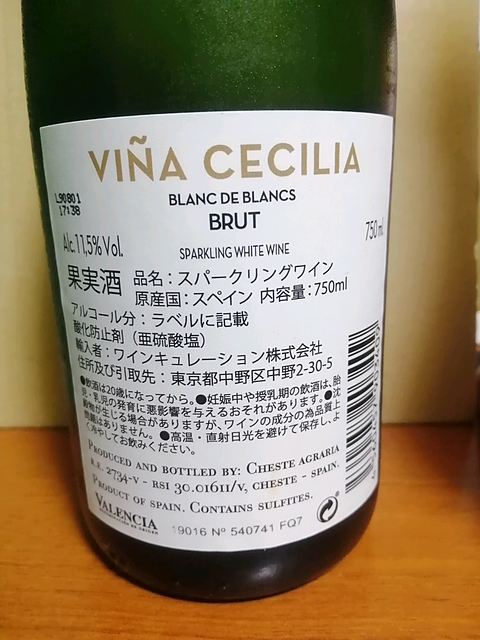 VIÑA CECILIA
L90801
17:38
BLANC DE BLANCS
BRUT
Alc.11,5% Vol.
750ml
SPARKLING WHITE WINE
果実酒
品名：スパークリングワイン
原産国：スペイン 内容量：750ml
アルコール分：ラベルに記載
酸化防止剤（亜硫酸塩）
輸入者：ワインキュレーション株式会社
住所及び引取先：東京都中野区中野2-30-5
●飲酒は20歳になってから。●妊娠中や授乳期の飲酒は、胎
児・乳児の発育に悪影響を与えるおそれがあります。●沈
殿物が生じる場合がありますが、ワインの成分の為品質上
問題はありません。●高温・直射日光を避けて保存し、よ
く冷やしてお飲みください。
PRODUCED AND BOTTLED BY: CHESTE AGRARIA
R.E. 2734-V - RSI 30.01611/V, CHESTE - SPAIN.
PRODUCT OF SPAIN. CONTAINS SULFITES.
VALENCIA
19016 Nº 540741 FQ7